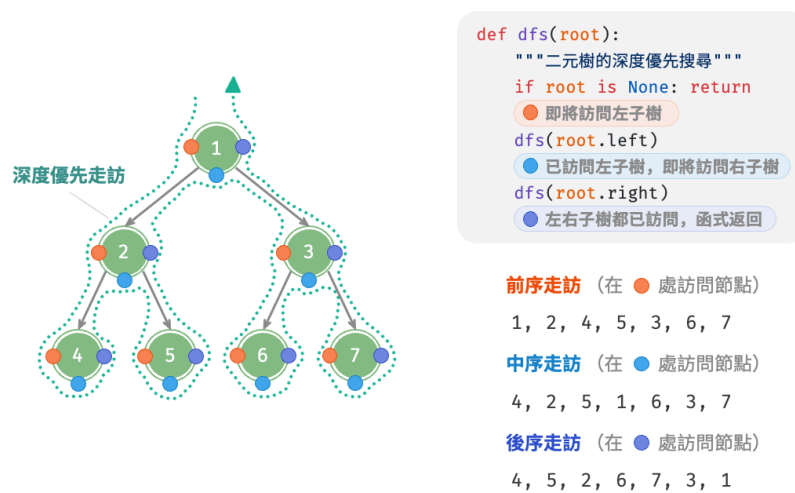 def dfs(root):
"""二元樹的深度優先搜尋"""
if root is None: return
即將訪問左子樹
dfs(root.left)
已訪問左子樹，即將訪問右子樹
dfs(root.right)
左右子樹都已訪問，函式返回
深度優先走訪
1
2
3
4
5
6
7
前序走訪（在 處訪問節點）
1, 2, 4, 5, 3, 6, 7
中序走訪（在 處訪問節點）
4, 2, 5, 1, 6, 3, 7
後序走訪（在 處訪問節點）
4, 5, 2, 6, 7, 3, 1